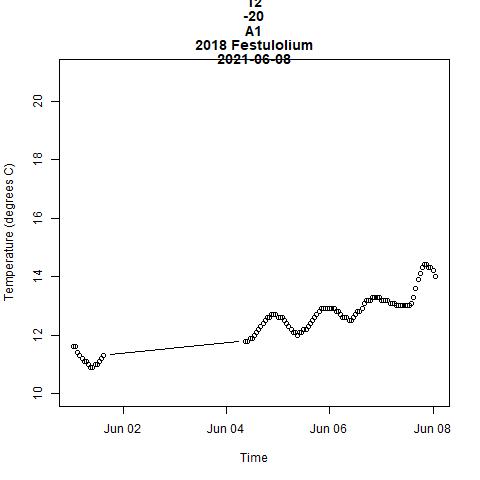 T2
-20
A1
2018 Festulolium
2021-06-08
Temperature (degrees C)
20
18
16
14
12
10
Jun 02
Jun 04
Jun 06
Jun 08
Time